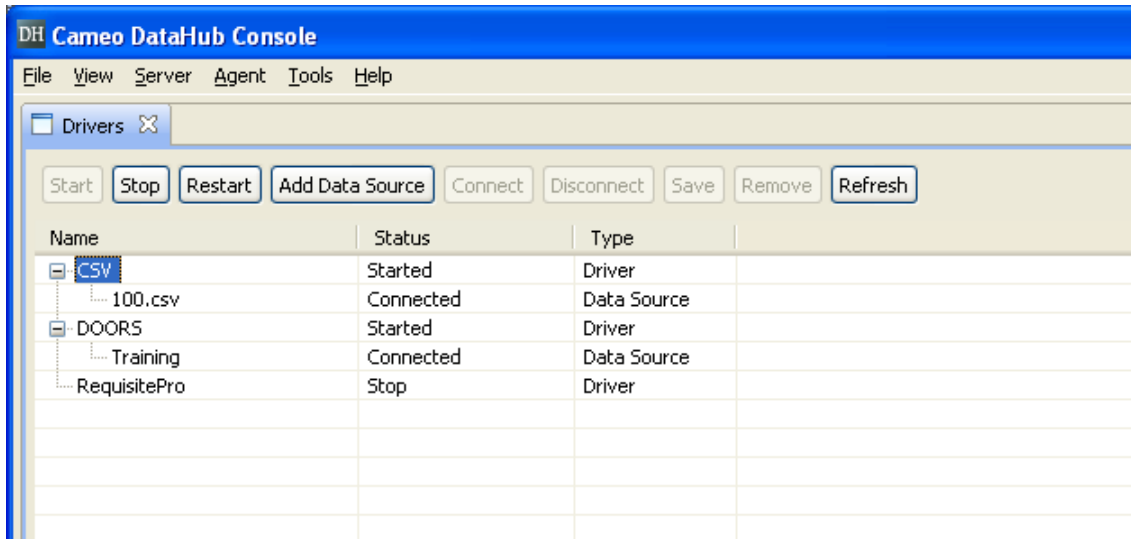 DH Cameo DataHub Console
File View Server Agent Tools Help
Drivers
Start Stop Restart Add Data Source Connect Disconnect Save Remove Refresh
Name Status Type
CSV Started Driver
100.csv Connected Data Source
DOORS Started Driver
Training Connected Data Source
RequisitePro Stop Driver